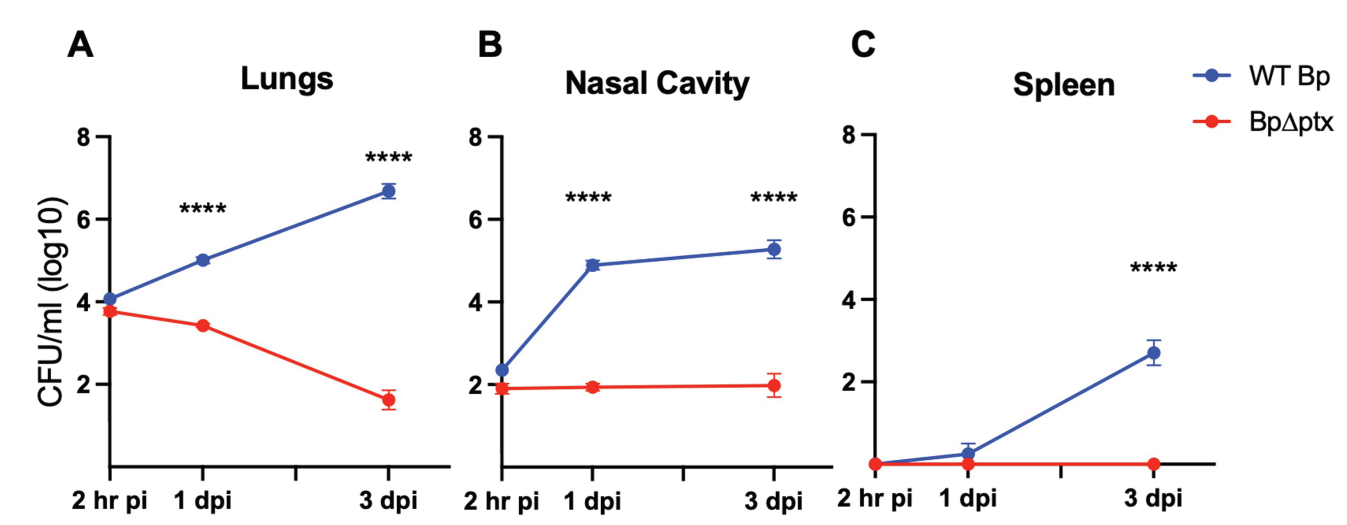 A
Lungs
CFU/ml (log10)
8
6
4
2
****
****
2 hr pi 1 dpi 3 dpi
B
Nasal Cavity
8
6
4
2
****
****
2 hr pi 1 dpi 3 dpi
C
Spleen
8
6
4
2
****
2 hr pi 1 dpi 3 dpi
WT Bp
BpΔptx